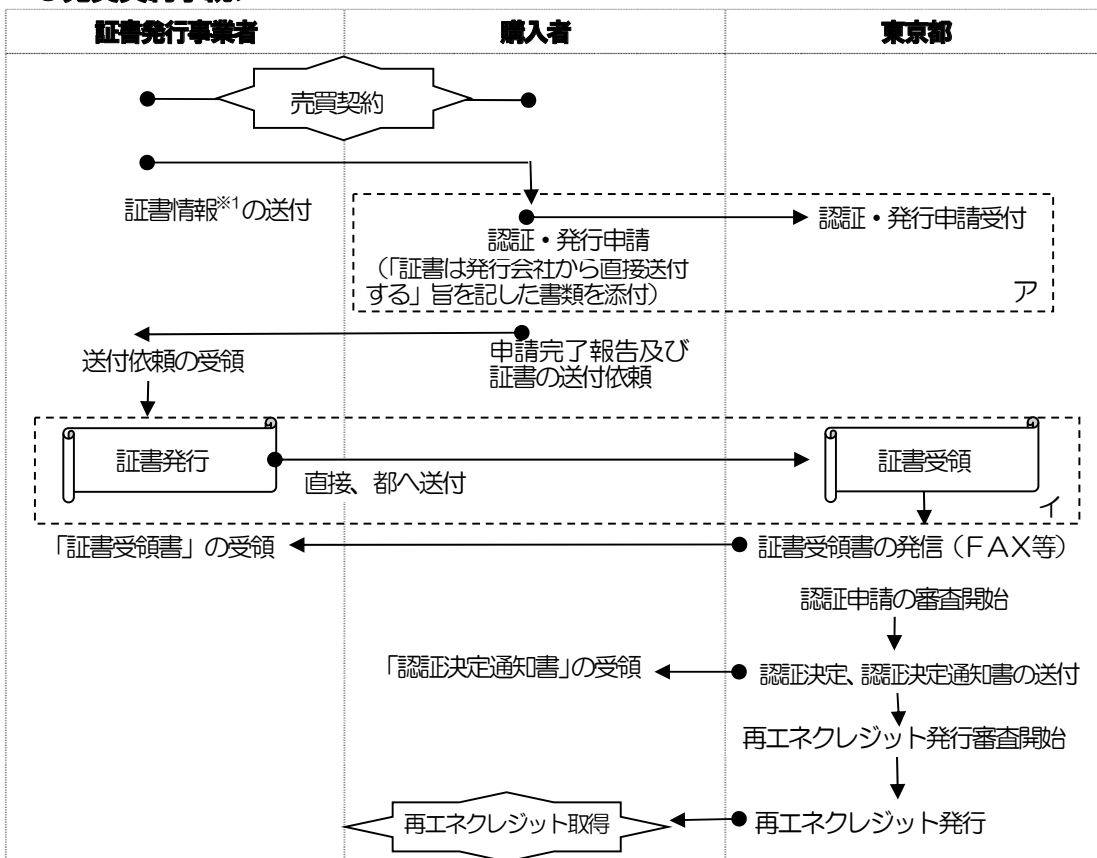 証書発行事業者
購入者
東京都
売買契約
証書情報※1の送付
認証・発行申請
（「証書は発行会社から直接送付
する」旨を記した書類を添付）
認証・発行申請受付
ア
申請完了報告及び
証書の送付依頼
送付依頼の受領
証書発行
直接、都へ送付
証書受領
イ
「証書受領書」の受領
証書受領書の発信（ＦＡＸ等）
認証申請の審査開始
「認証決定通知書」の受領
認証決定、認証決定通知書の送付
再エネクレジット発行審査開始
再エネクレジット取得
再エネクレジット発行